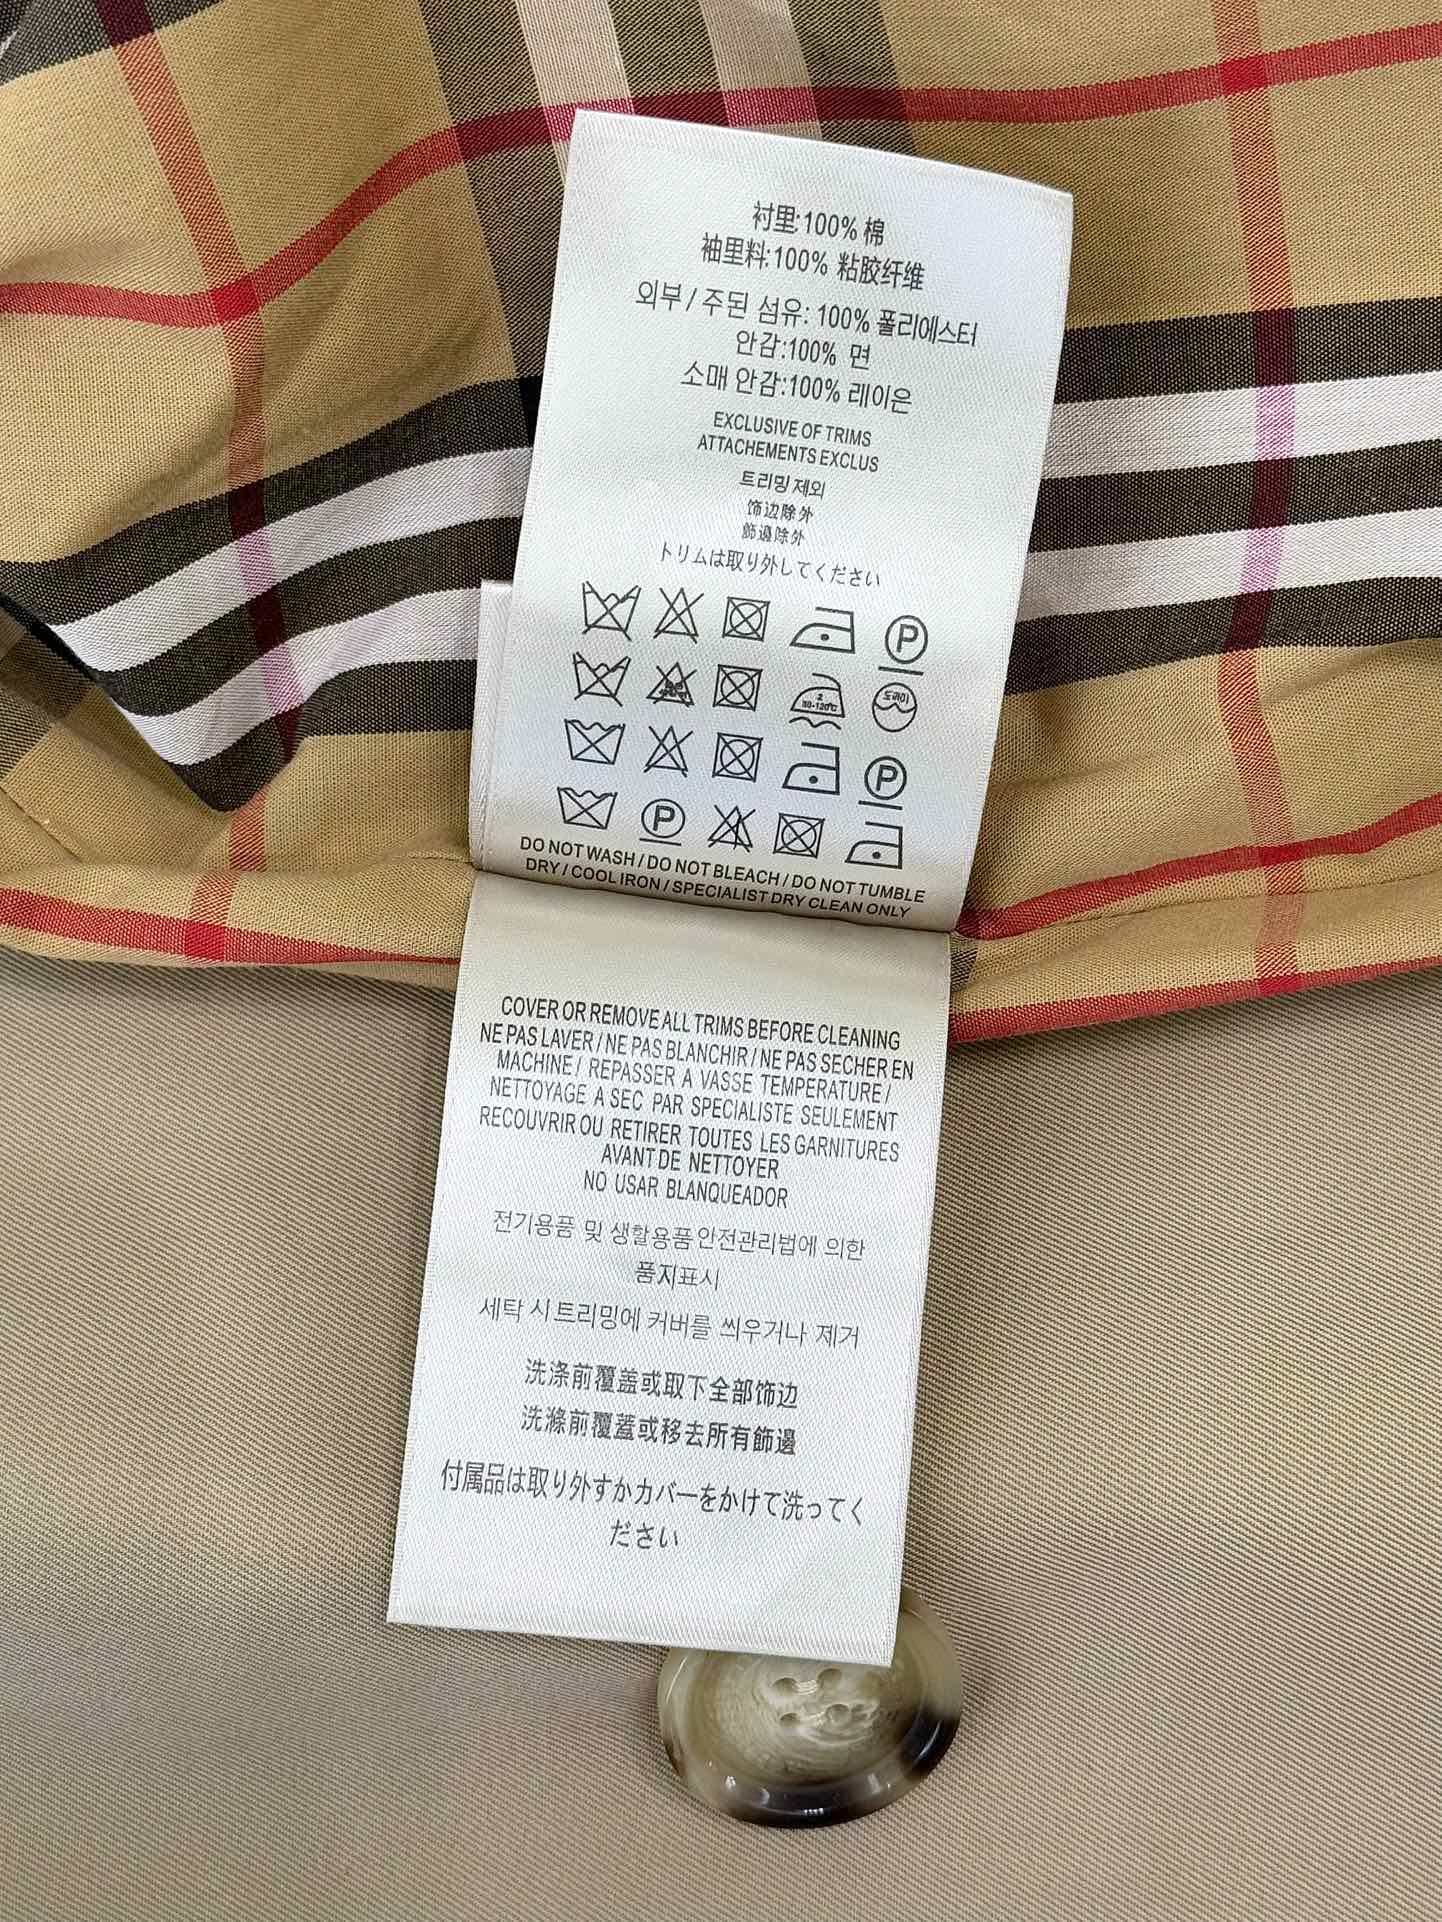 衬里:100% 棉
袖里料:100% 粘胶纤维
외부 / 주된 섬유: 100% 폴리에스터
안감:100% 면
소매 안감:100% 레이온
EXCLUSIVE OF TRIMS
ATTACHEMENTS EXCLUS
트리밍 제외
饰边除外
飾邊除外
トリムは取り外してください
P
2
80-120℃
드라이
P
P
DO NOT WASH / DO NOT BLEACH / DO NOT TUMBLE
DRY / COOL IRON / SPECIALIST DRY CLEAN ONLY
COVER OR REMOVE ALL TRIMS BEFORE CLEANING
NE PAS LAVER / NE PAS BLANCHIR / NE PAS SECHER EN
MACHINE / REPASSER A VASSE TEMPERATURE /
NETTOYAGE A SEC PAR SPECIALISTE SEULEMENT
RECOUVRIR OU RETIRER TOUTES LES GARNITURES
AVANT DE NETTOYER
NO USAR BLANQUEADOR
전기용품 및 생활용품안전관리법에 의한
품지표시
세탁 시 트리밍에 커버를 씌우거나 제거
洗涤前覆盖或取下全部饰边
洗滌前覆蓋或移去所有飾邊
付属品は取り外すかカバーをかけて洗ってく
ださい